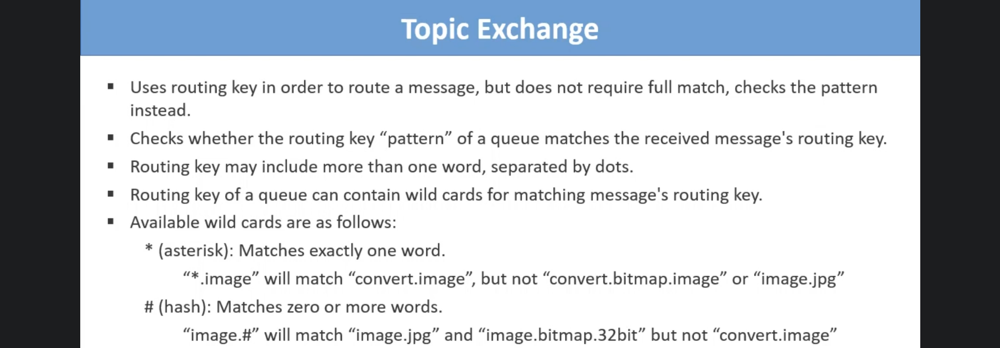 Topic Exchange
▪ Uses routing key in order to route a message, but does not require full match, checks the pattern
instead.
▪ Checks whether the routing key “pattern” of a queue matches the received message's routing key.
▪ Routing key may include more than one word, separated by dots.
▪ Routing key of a queue can contain wild cards for matching message's routing key.
▪ Available wild cards are as follows:
* (asterisk): Matches exactly one word.
“*.image” will match “convert.image”, but not “convert.bitmap.image” or “image.jpg”
# (hash): Matches zero or more words.
“image.#” will match “image.jpg” and “image.bitmap.32bit” but not “convert.image”